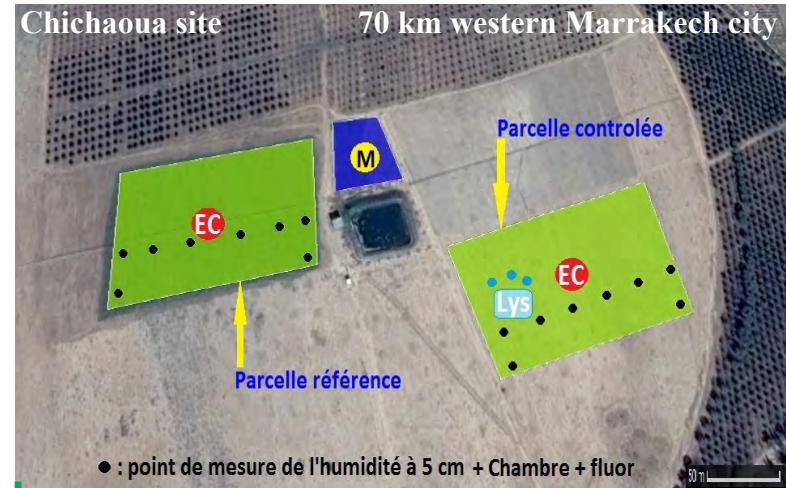 Chichaoua site 70 km western Marrakech city
Parcelle controlée
M
EC
EC
Lys
Parcelle référence
: point de mesure de l'humidité à 5 cm + Chambre + fluor
50 m